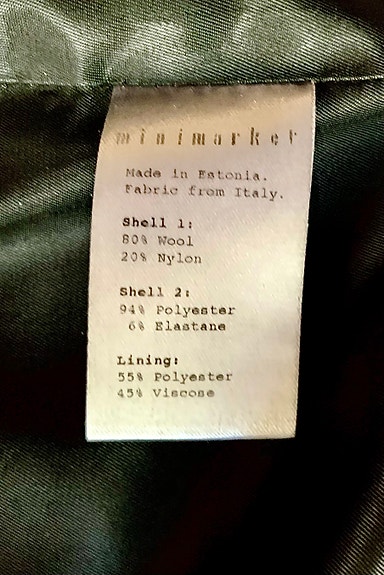 minimarket
Made in Estonia.
Fabric from Italy.
Shell 1:
80% Wool
20% Nylon
Shell 2:
94% Polyester
6% Elastane
Lining:
55% Polyester
45% Viscose